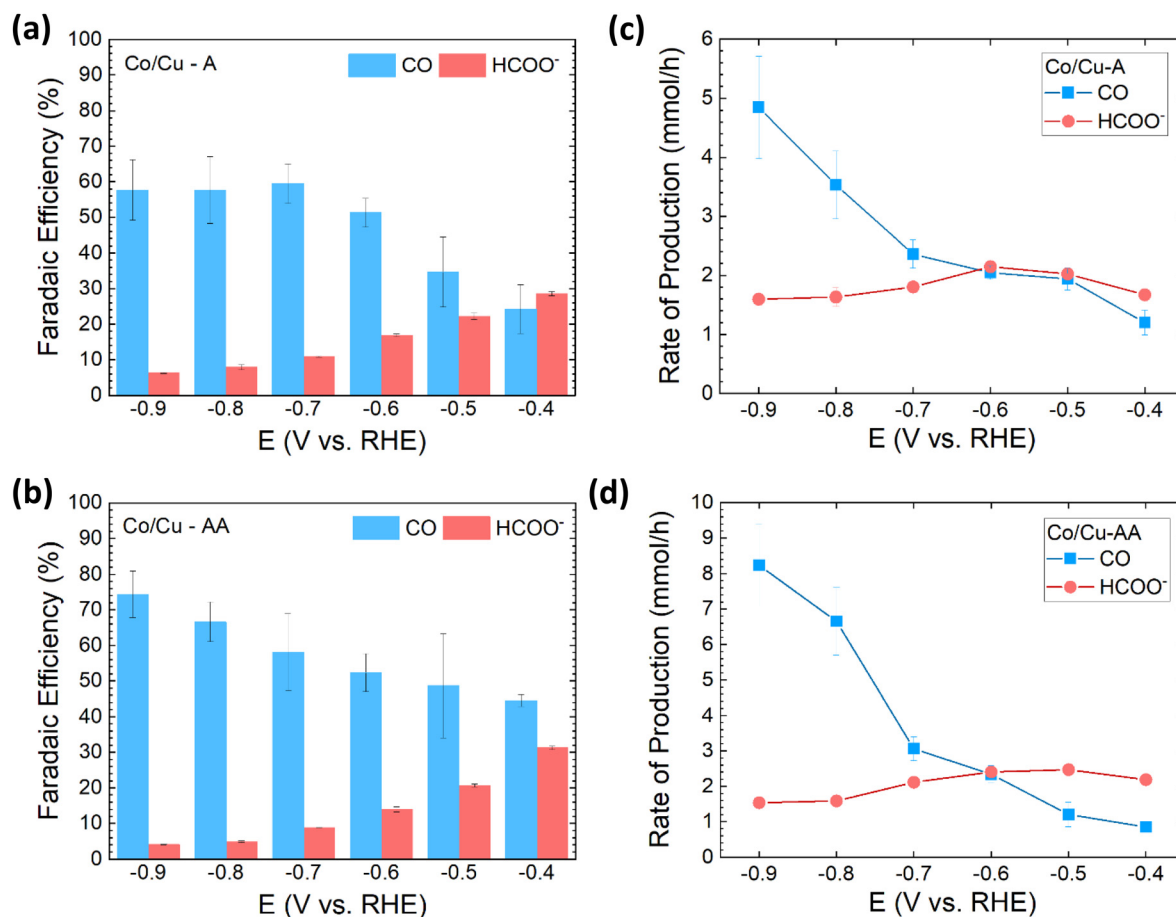 (a)
Co/Cu - A
CO
HCOO⁻
Faradaic Efficiency (%)
100
90
80
70
60
50
40
30
20
10
0
-0.9 -0.8 -0.7 -0.6 -0.5 -0.4
E (V vs. RHE)
(c)
Co/Cu-A
CO
HCOO⁻
Rate of Production (mmol/h)
6
5
4
3
2
1
0
-0.9 -0.8 -0.7 -0.6 -0.5 -0.4
E (V vs. RHE)
(b)
Co/Cu - AA
CO
HCOO⁻
Faradaic Efficiency (%)
100
90
80
70
60
50
40
30
20
10
0
-0.9 -0.8 -0.7 -0.6 -0.5 -0.4
E (V vs. RHE)
(d)
Co/Cu-AA
CO
HCOO⁻
Rate of Production (mmol/h)
10
9
8
7
6
5
4
3
2
1
0
-0.9 -0.8 -0.7 -0.6 -0.5 -0.4
E (V vs. RHE)